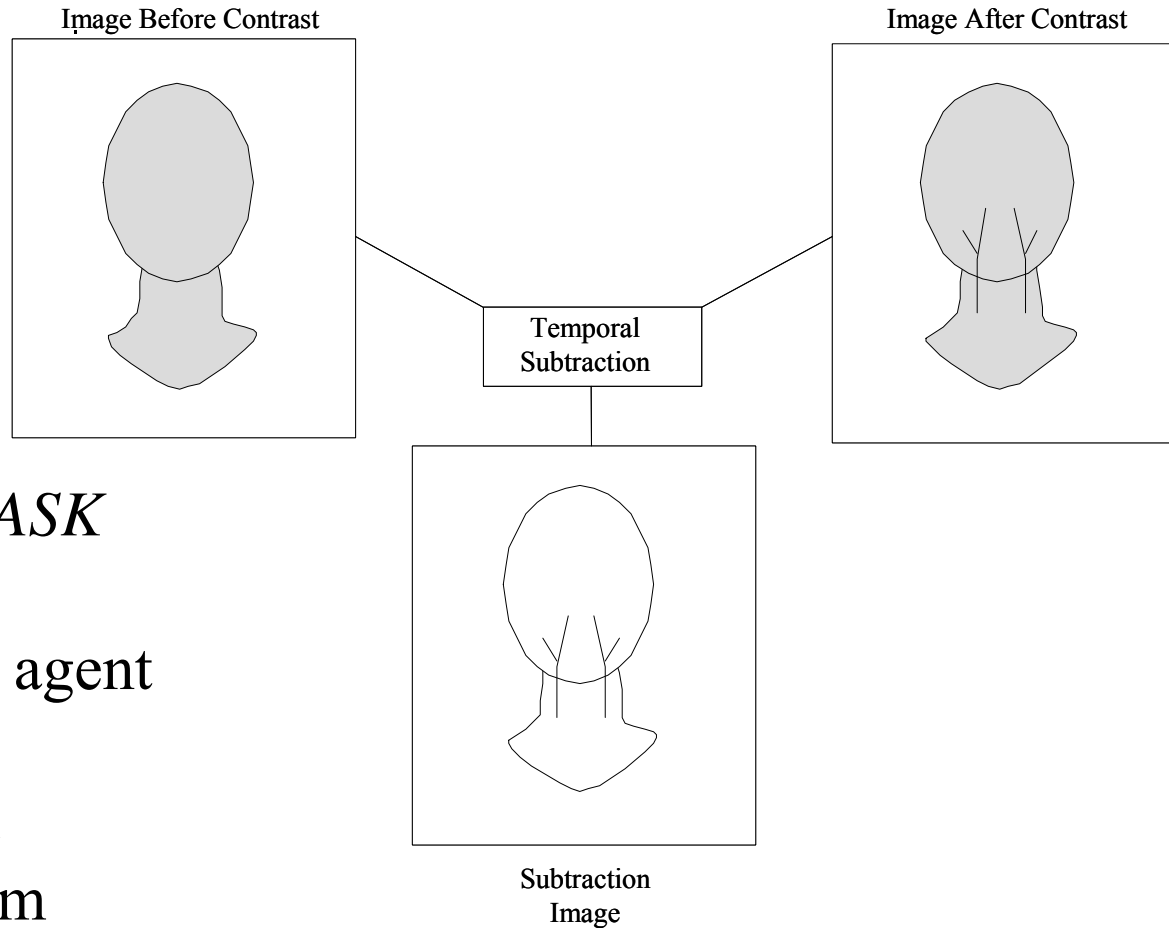 Image Before Contrast
Image After Contrast
Temporal
Subtraction
ASK
agent
m
Subtraction
Image